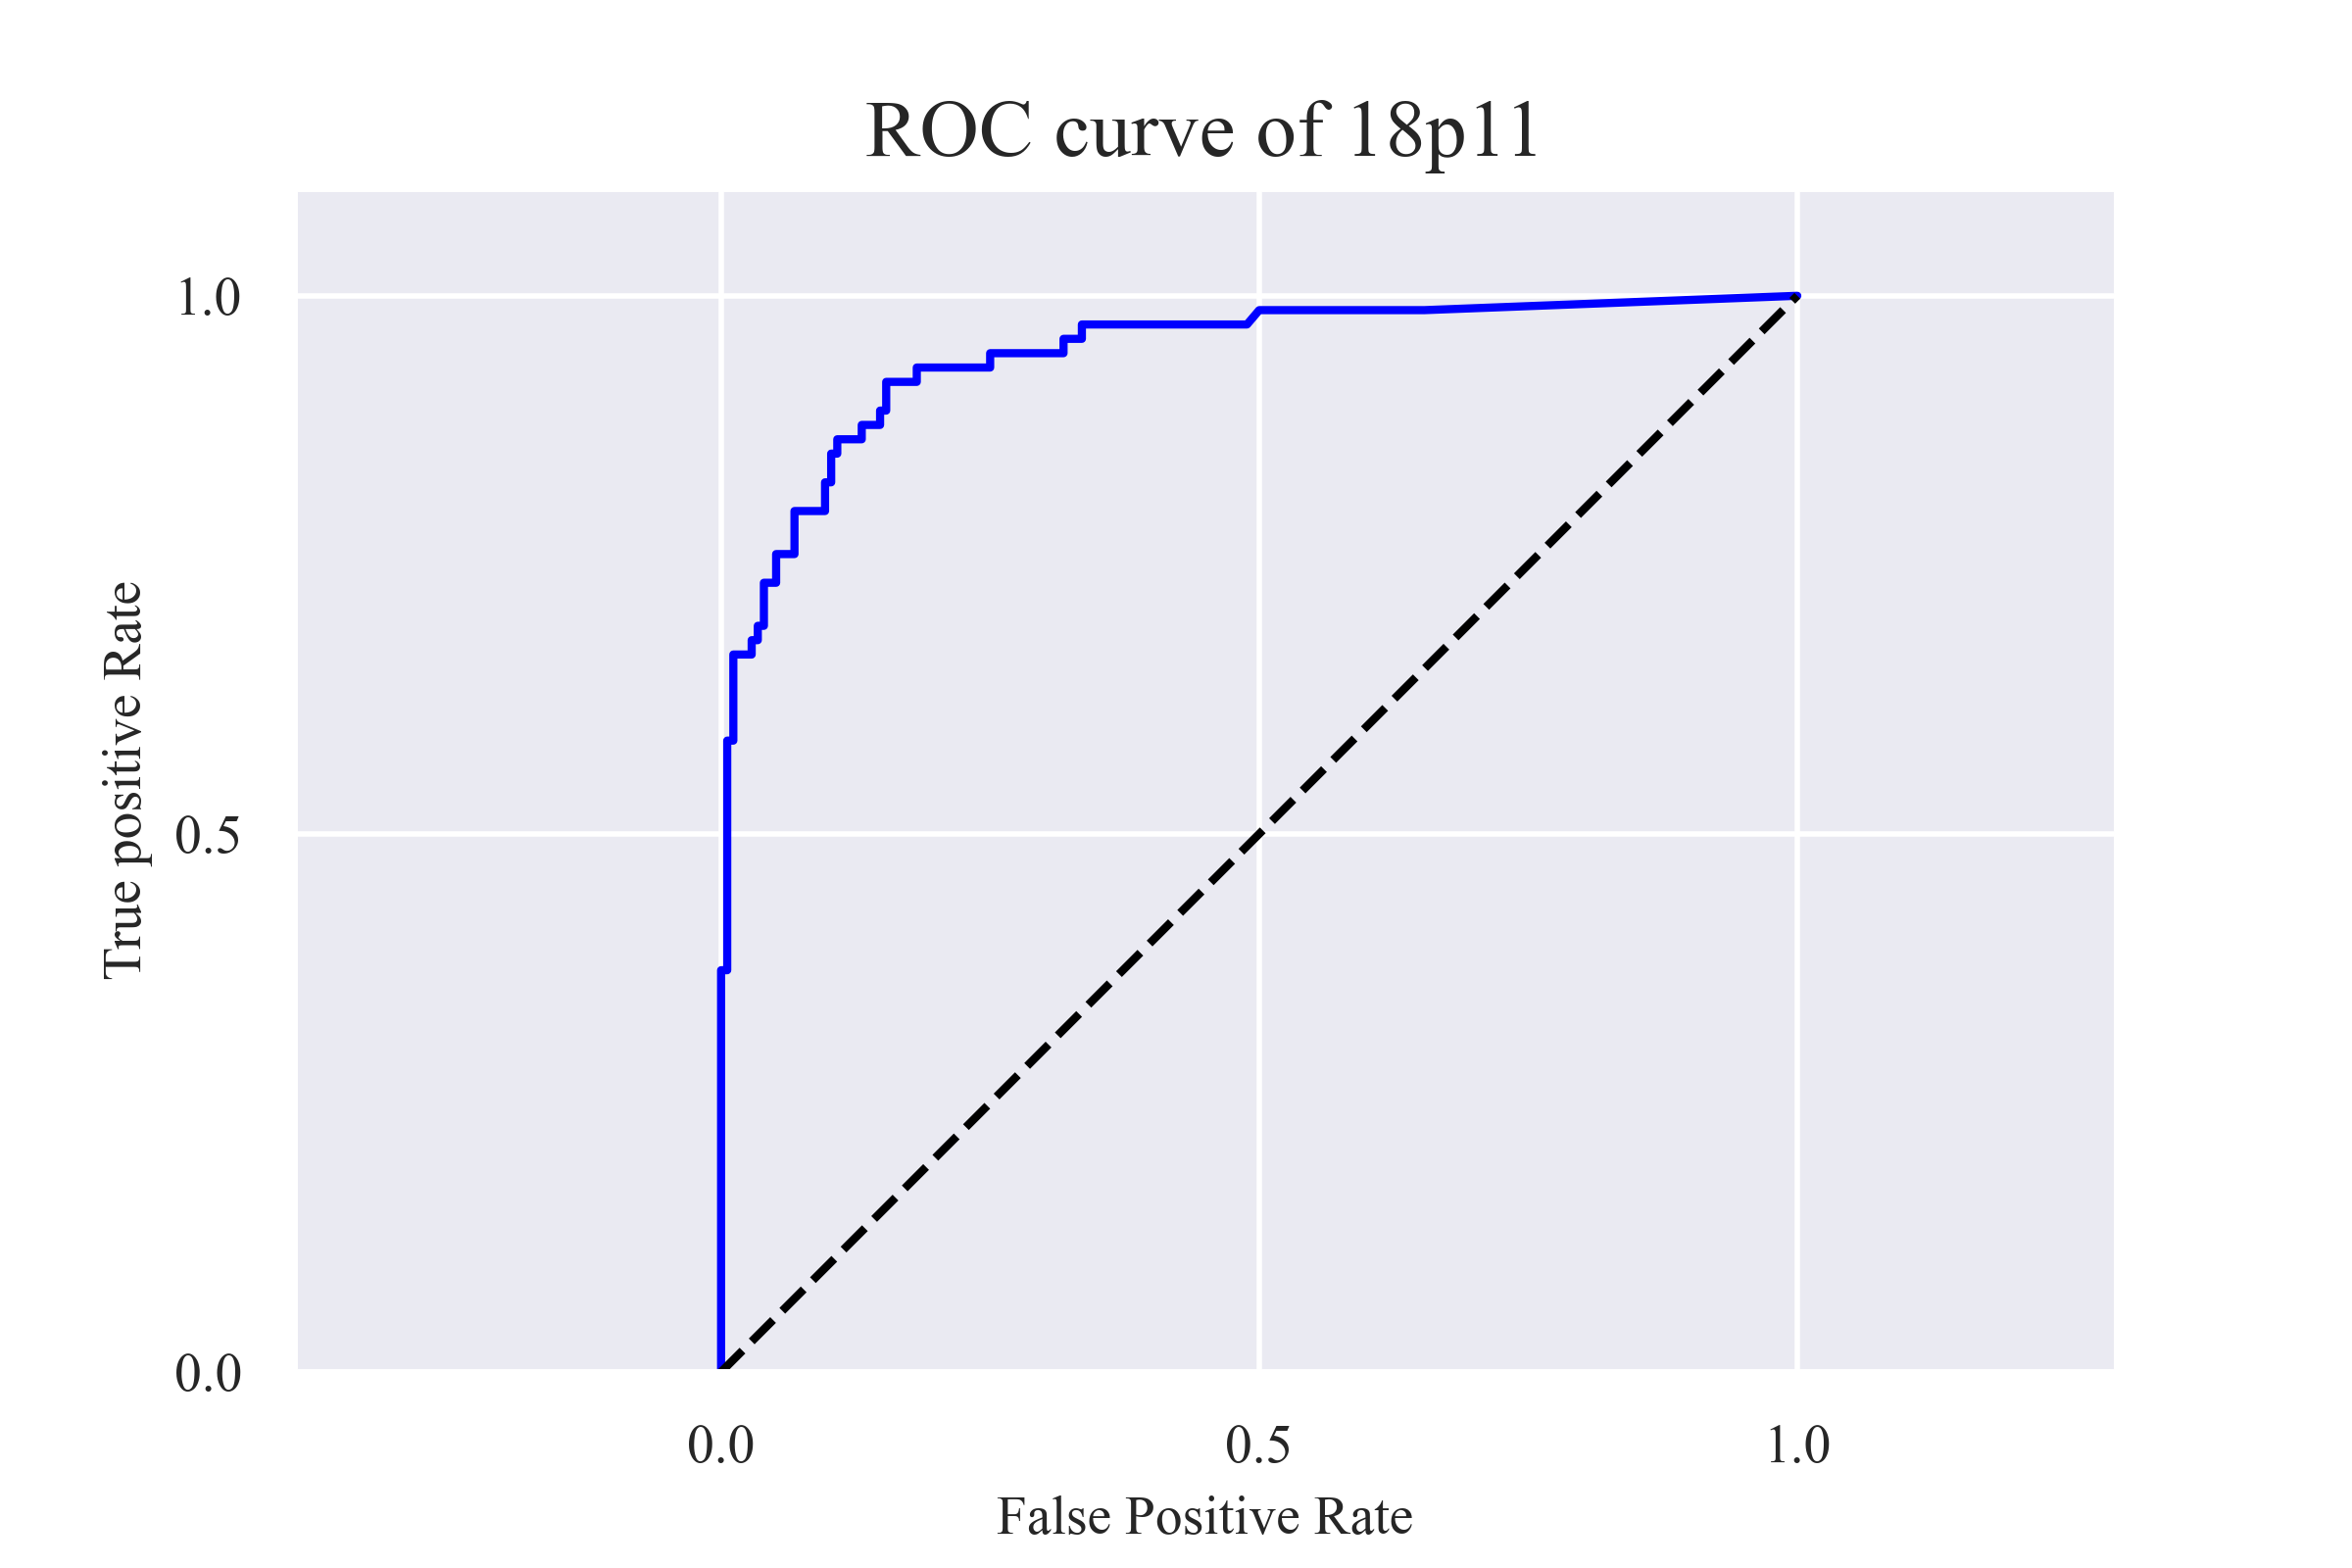 ROC curve of 18p11
1.0
0.5
0.0
True positive Rate
0.0 0.5 1.0
False Positive Rate